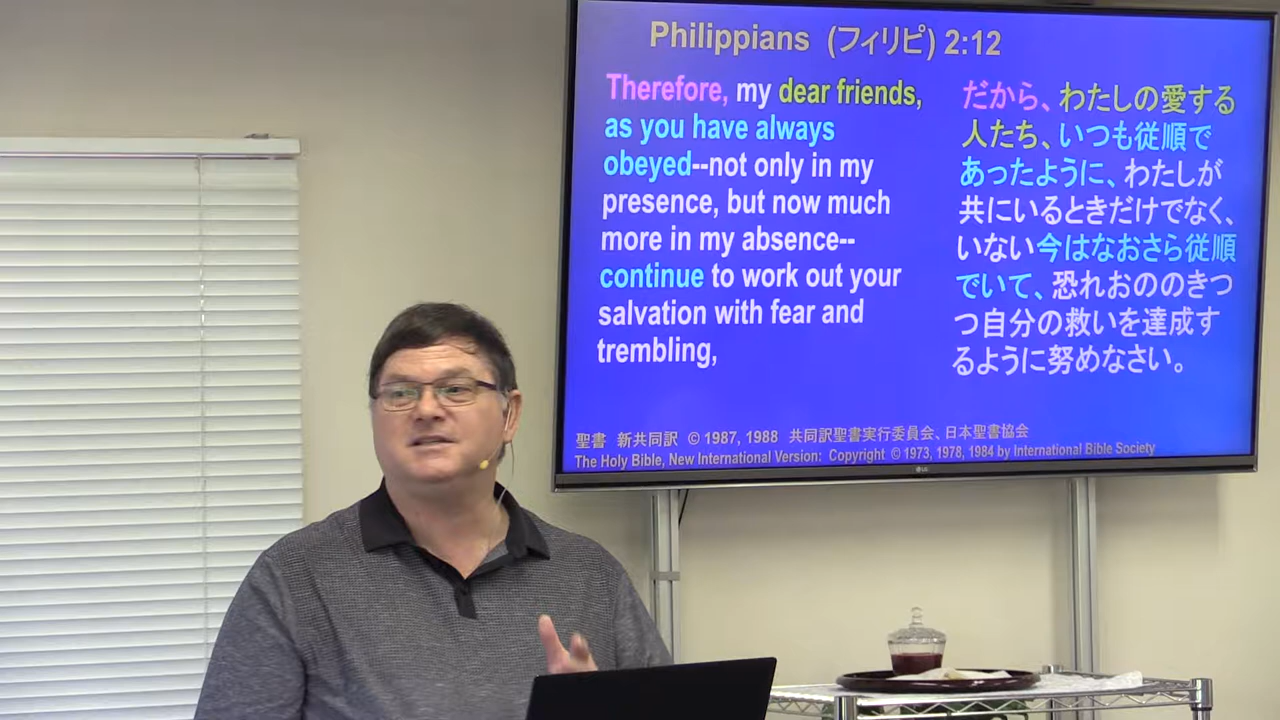 Philippians (フィリピ) 2:12
Therefore, my dear friends,
as you have always
obeyed--not only in my
presence, but now much
more in my absence--
continue to work out your
salvation with fear and
trembling,
だから、わたしの愛する
人たち、いつも従順で
あったように、わたしが
共にいるときだけでなく、
いない今はなおさら従順
でいて、恐れおののきつ
つ自分の救いを達成す
るように努めなさい。
聖書 新共同訳 © 1987, 1988 共同訳聖書実行委員会、日本聖書協会
The Holy Bible, New International Version: Copyright © 1973, 1978, 1984 by International Bible Society
LG